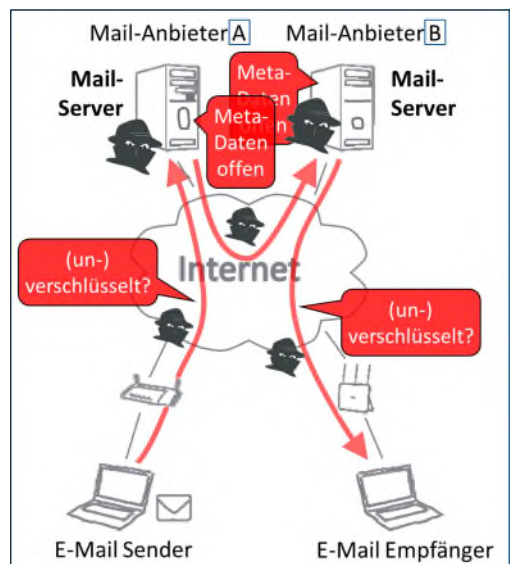 Mail-Anbieter A
Mail-Anbieter B
Mail-
Server
Meta-
Daten
offen
Meta-
Daten
Mail-
Server
Internet
(un-)
verschlüsselt?
(un-)
verschlüsselt?
E-Mail Sender
E-Mail Empfänger